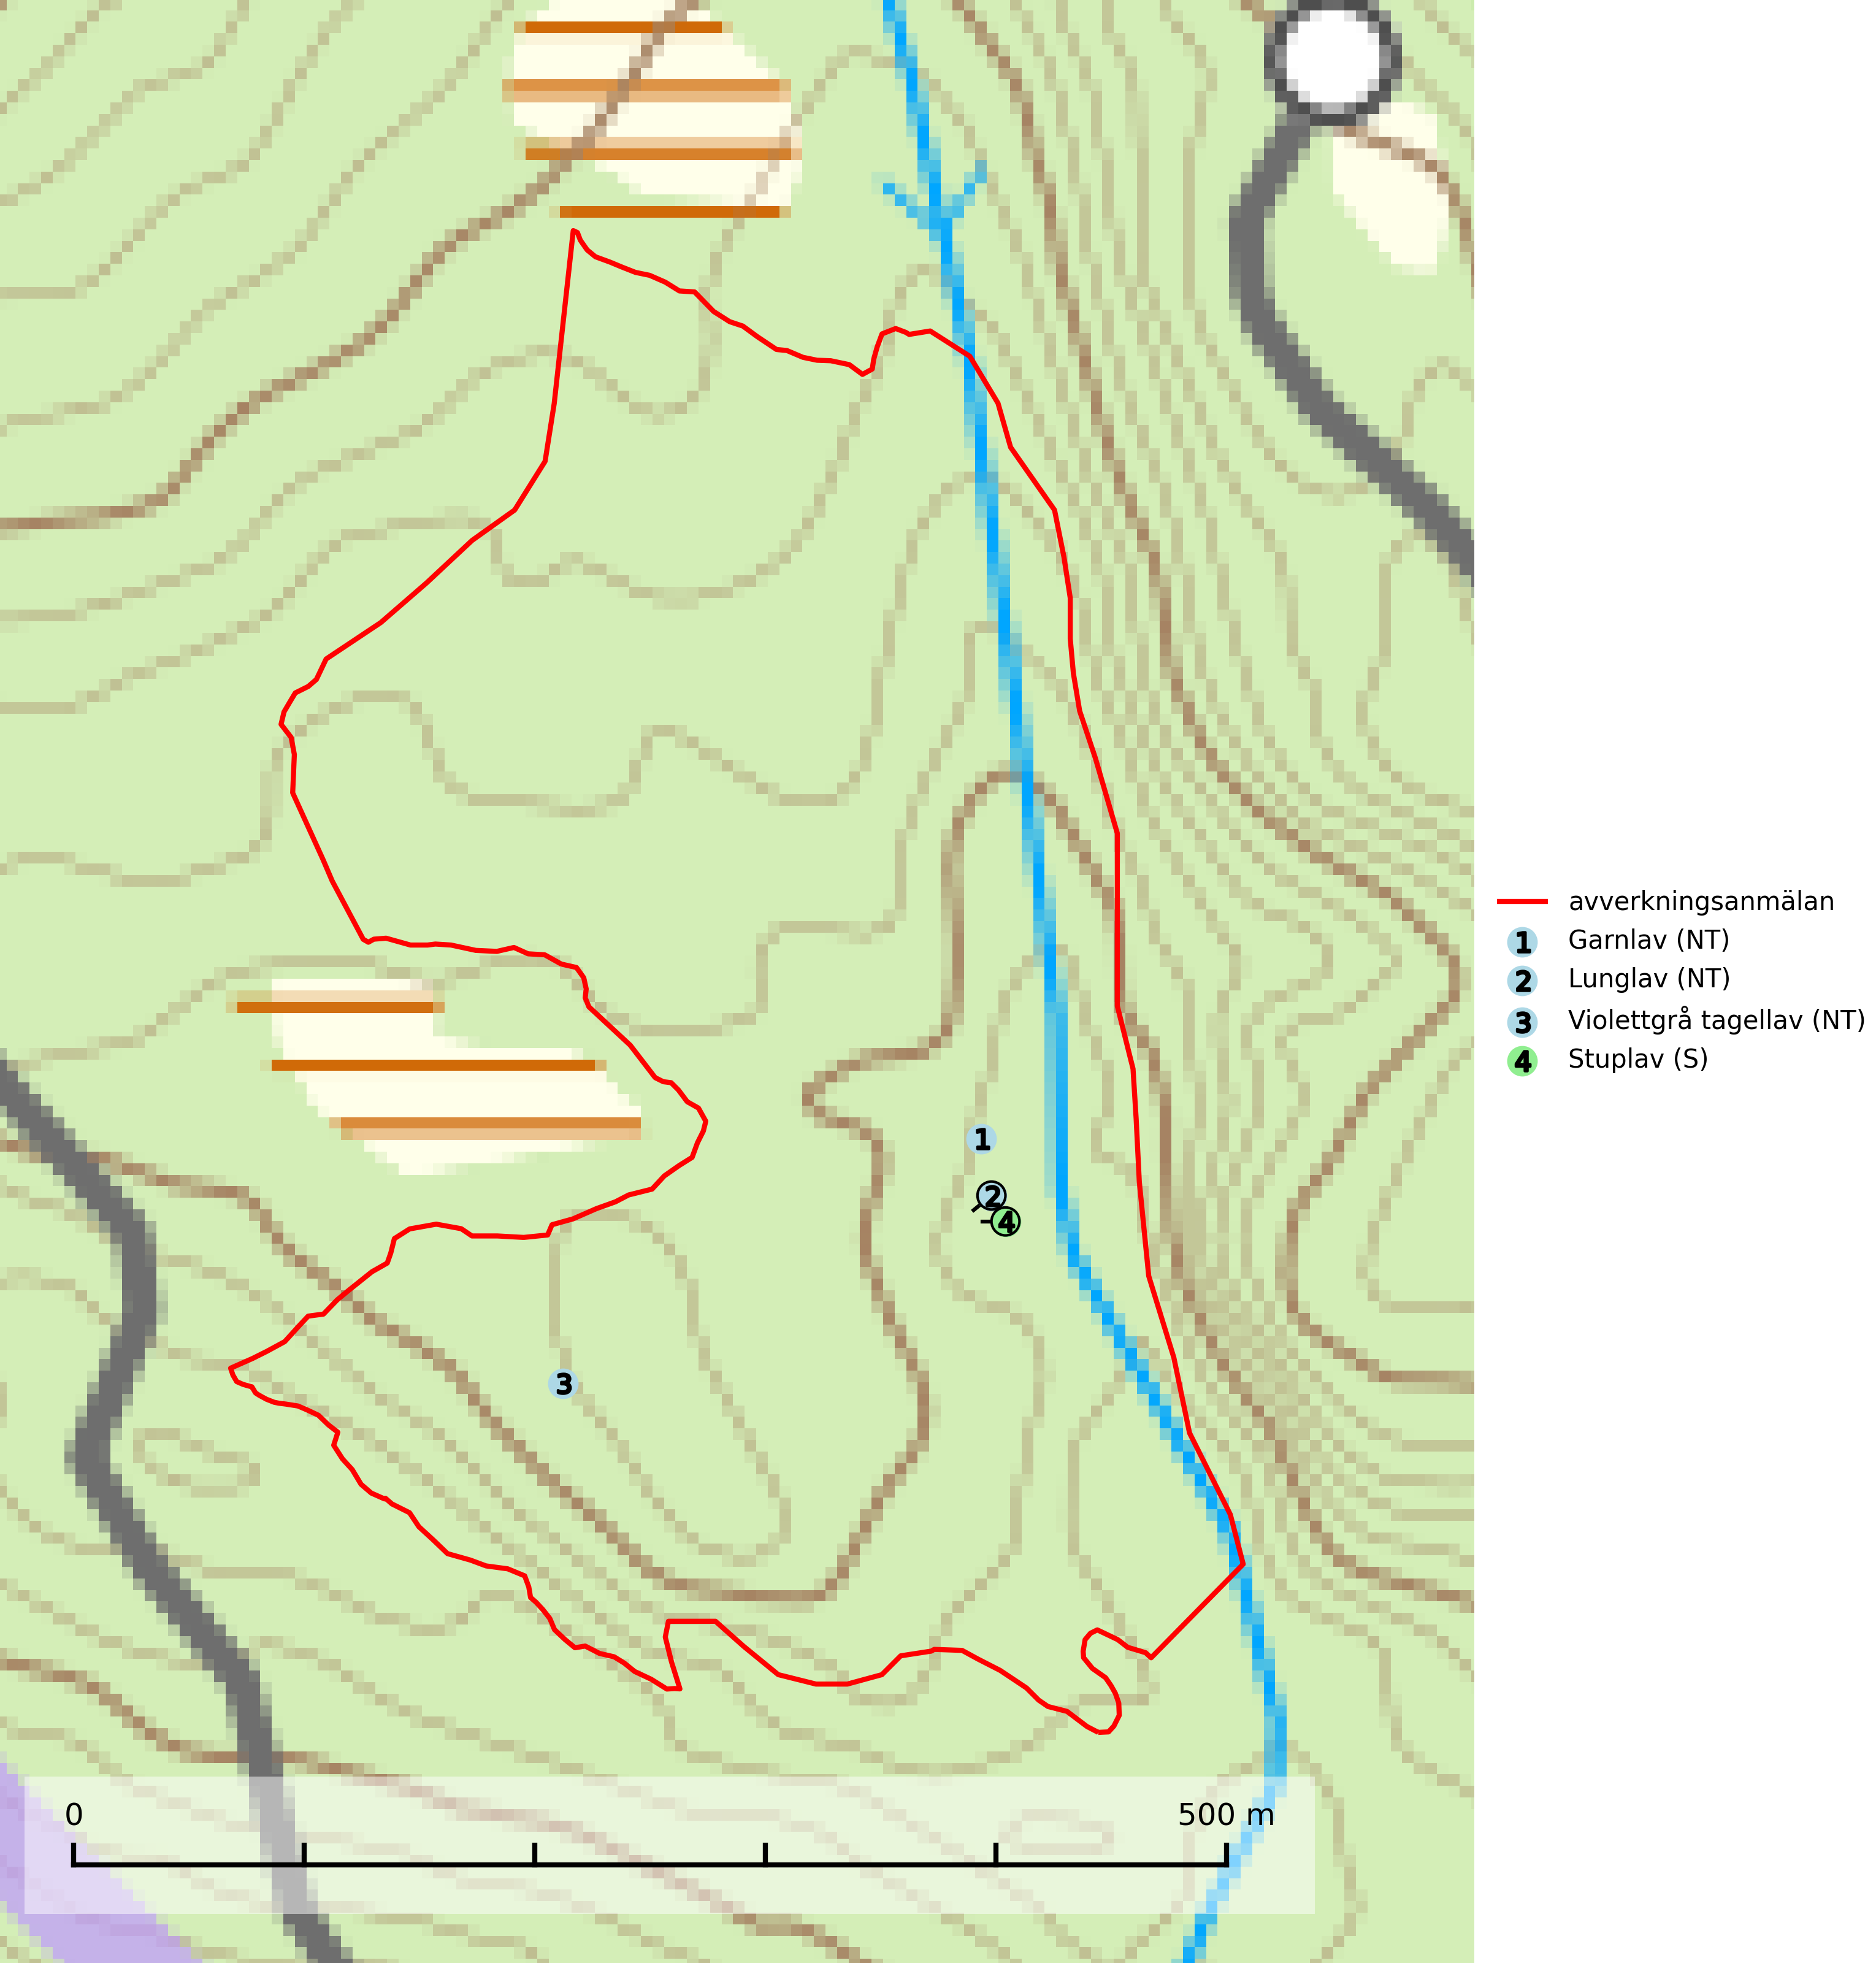 1
2
4
3
0
500 m
avverkningsanmälan
1 Garnlav (NT)
2 Lunglav (NT)
3 Violettgrå tagellav (NT)
4 Stuplav (S)